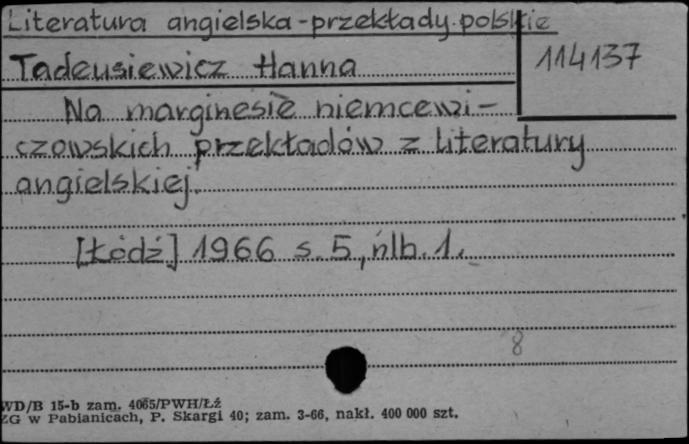 Literatura angielska - przekłady polskie
114137
Tadeusiewicz Hanna
Na marginesie niemcewi-
czowskich przekładów z literatury
angielskiej.
[Łódź] 1966 s. 5, nlb. 1.
8
WD/B 15-b zam. 4065/PWH/Łź
ZG w Pabianicach, P. Skargi 40; zam. 3-66, nakł. 400 000 szt.